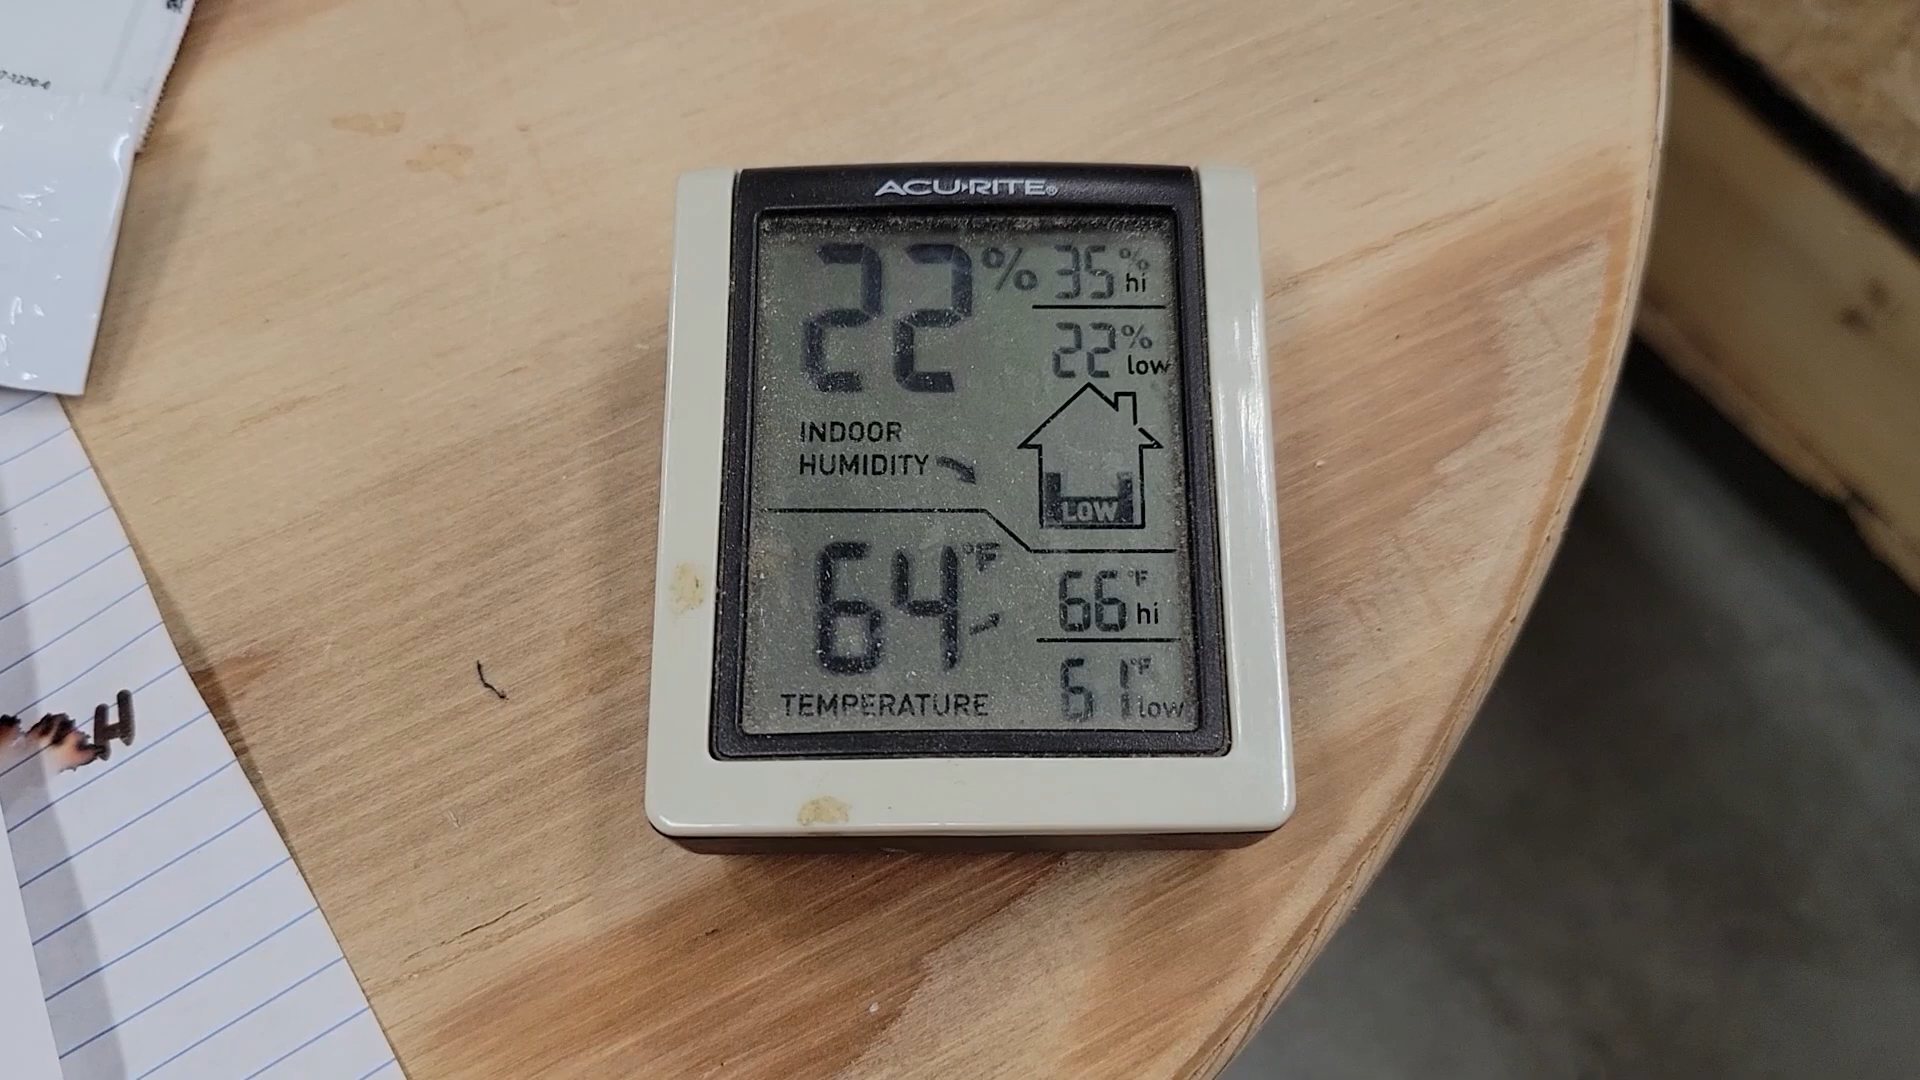 ACU›RITE®
22% 35% hi
22% low
INDOOR
HUMIDITY
LOW
64°F 66°F hi
61°F low
TEMPERATURE
H